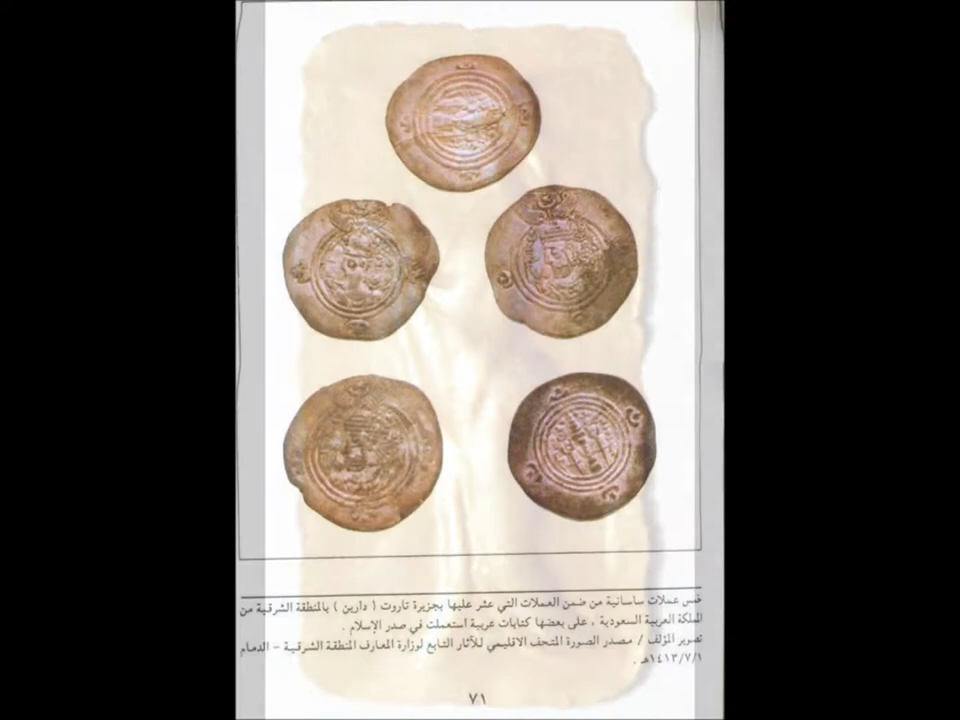 خمس عملات ساسانية من ضمن العملات التي عثر عليها بجزيرة تاروت ( دارين ) بالمنطقة الشرقية من
المملكة العربية السعودية ، على بعضها كتابات عربية استعملت في صدر الإسلام .
تصوير المؤلف / مصدر الصورة المتحف الاقليمي للآثار التابع لوزارة المعارف المنطقة الشرقية - الدمام
١٤١٣/٧/١هـ .
٧١